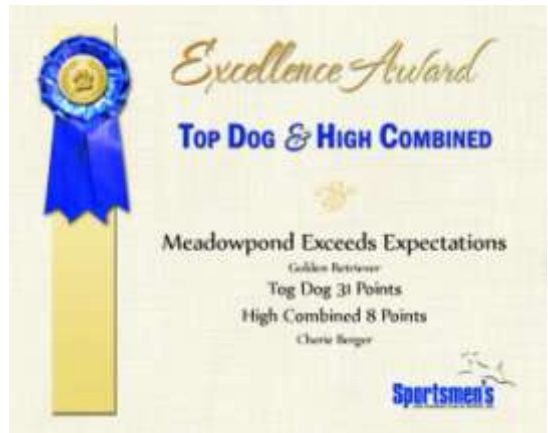 Excellence Award
TOP DOG & HIGH COMBINED
Meadowpond Exceeds Expectations
Golden Retriever
Tog Dog 31 Points
High Combined 8 Points
Cherie Berger
Sportsmen's